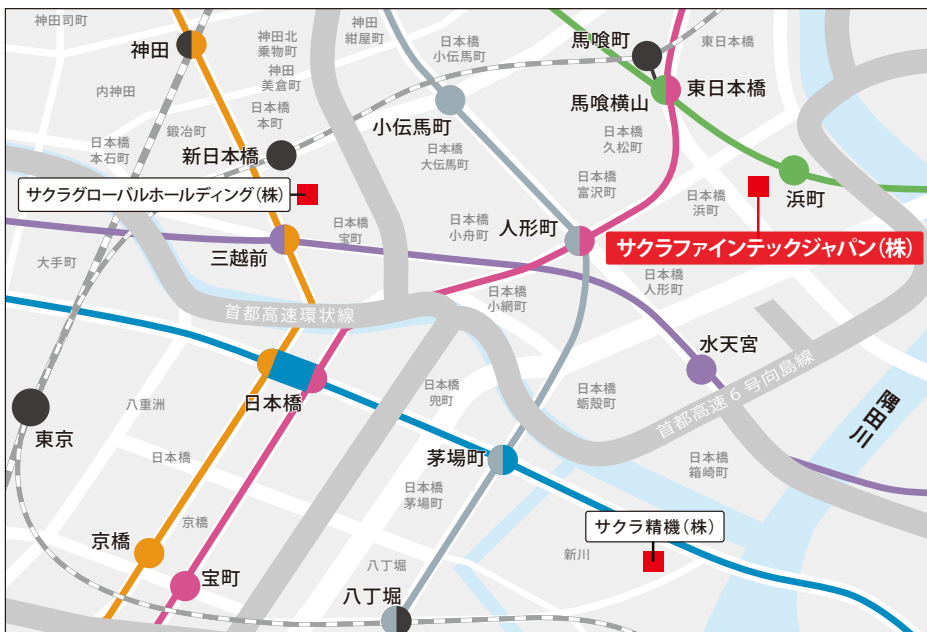 神田司町
神田
神田北
乗物町
神田
紺屋町
日本橋
小伝馬町
馬喰町
東日本橋
内神田
神田
美倉町
日本橋
本町
馬喰横山
東日本橋
鍛冶町
小伝馬町
日本橋
本石町
新日本橋
日本橋
大伝馬町
日本橋
久松町
サクラグローバルホールディング(株)
日本橋
富沢町
日本橋
浜町
浜町
日本橋
室町
日本橋
小舟町
人形町
サクラファインテックジャパン(株)
三越前
大手町
日本橋
人形町
日本橋
小網町
首都高速環状線
水天宮
首都高速6号向島線
隅田川
日本橋
八重洲
日本橋
兜町
日本橋
蛎殻町
東京
日本橋
茅場町
日本橋
箱崎町
日本橋
茅場町
京橋
サクラ精機(株)
京橋
新川
宝町
八丁堀
八丁堀